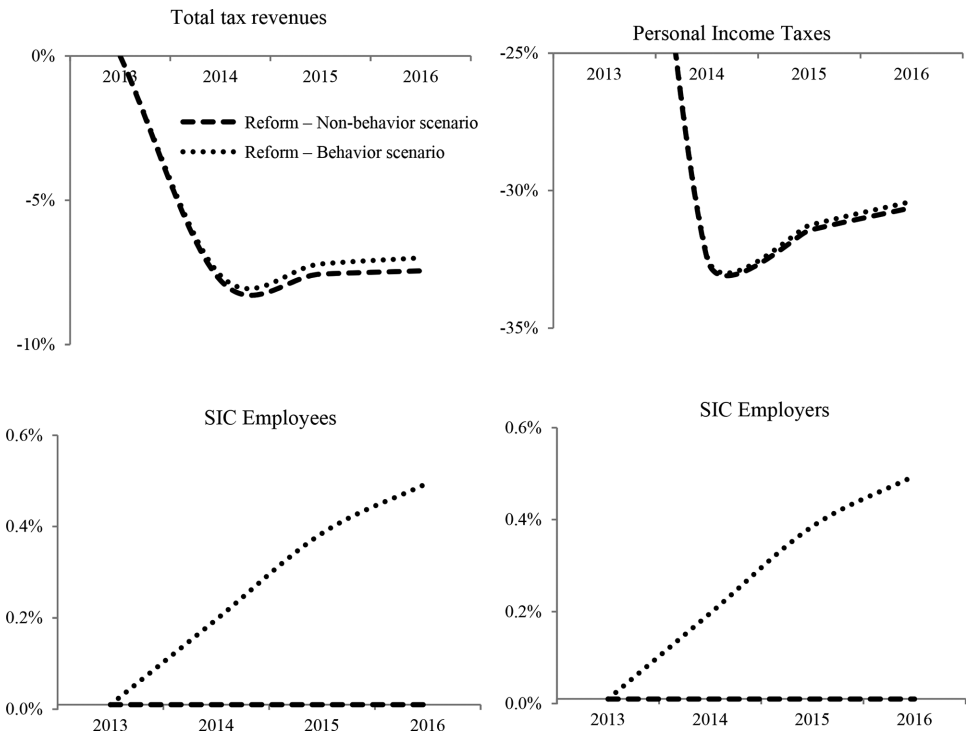 Total tax revenues
0%
2013 2014 2015 2016
Reform – Non-behavior scenario
Reform – Behavior scenario
-5%
-10%
Personal Income Taxes
-25%
2013 2014 2015 2016
-30%
-35%
SIC Employees
0.6%
0.4%
0.2%
0.0%
2013 2014 2015 2016
SIC Employers
0.6%
0.4%
0.2%
0.0%
2013 2014 2015 2016